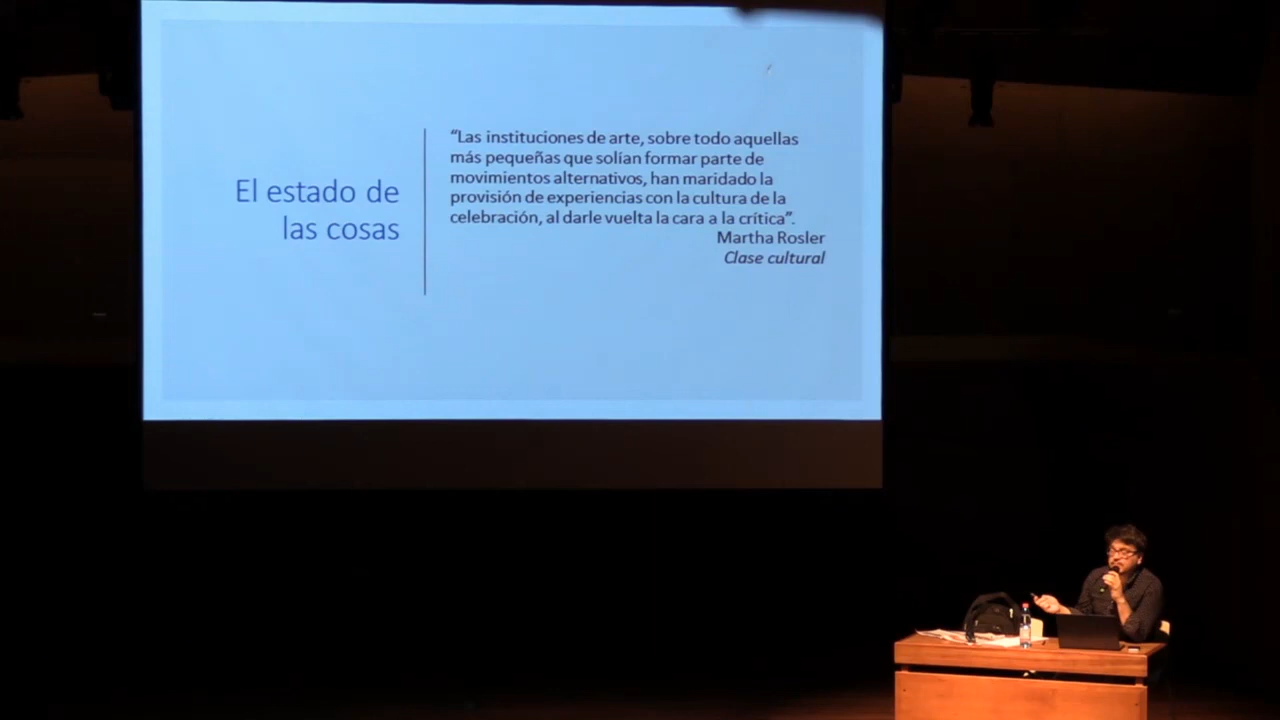 El estado de
las cosas
“Las instituciones de arte, sobre todo aquellas
más pequeñas que solían formar parte de
movimientos alternativos, han maridado la
provisión de experiencias con la cultura de la
celebración, al darle vuelta la cara a la crítica”.
Martha Rosler
Clase cultural